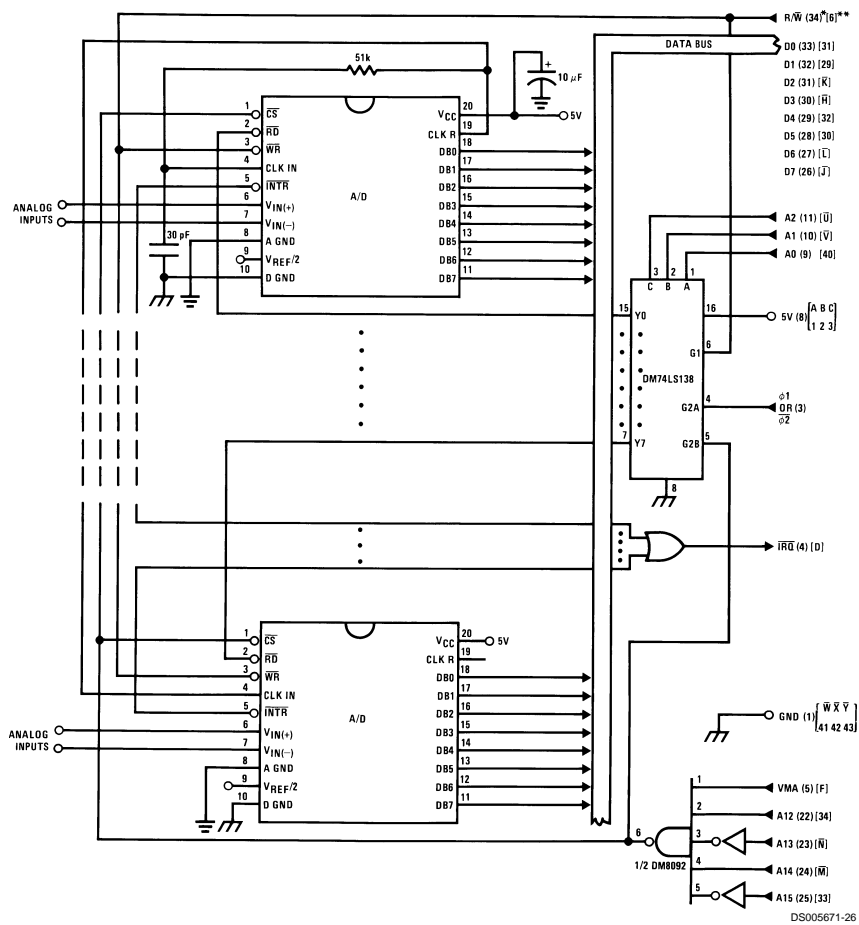 R/W̅ (34)*[6]**
DATA BUS
D0 (33) [31]
D1 (32) [29]
D2 (31) [K̅]
D3 (30) [H̅]
D4 (29) [32]
D5 (28) [30]
D6 (27) [L̅]
D7 (26) [J̅]
51k
+
10 µF
5V
1 C̅S̅
2 R̅D̅
3 W̅R̅
4 CLK IN
5 I̅N̅T̅R̅
6 VIN(+)
7 VIN(−)
8 A GND
9 VREF/2
10 D GND
A/D
VCC 20
CLK R 19
DB0 18
DB1 17
DB2 16
DB3 15
DB4 14
DB5 13
DB6 12
DB7 11
ANALOG
INPUTS
30 pF
A2 (11) [U̅]
A1 (10) [V̅]
A0 (9) [40]
3 2 1
C B A
15 Y0
16
5V (8) [A B C
1 2 3]
6
G1
DM74LS138
4
G2A
ϕ1
OR (3)
ϕ̅2̅
7 Y7
5
G2B
8
I̅R̅Q̅ (4) [D]
1 C̅S̅
2 R̅D̅
3 W̅R̅
4 CLK IN
5 I̅N̅T̅R̅
6 VIN(+)
7 VIN(−)
8 A GND
9 VREF/2
10 D GND
A/D
VCC 20 5V
CLK R 19
DB0 18
DB1 17
DB2 16
DB3 15
DB4 14
DB5 13
DB6 12
DB7 11
ANALOG
INPUTS
GND (1) [W̅ X̅ Y̅
41 42 43]
1 VMA (5) [F]
2 A12 (22) [34]
3 A13 (23) [N̅]
4 A14 (24) [M̅]
5 A15 (25) [33]
6
1/2 DM8092
DS005671-26